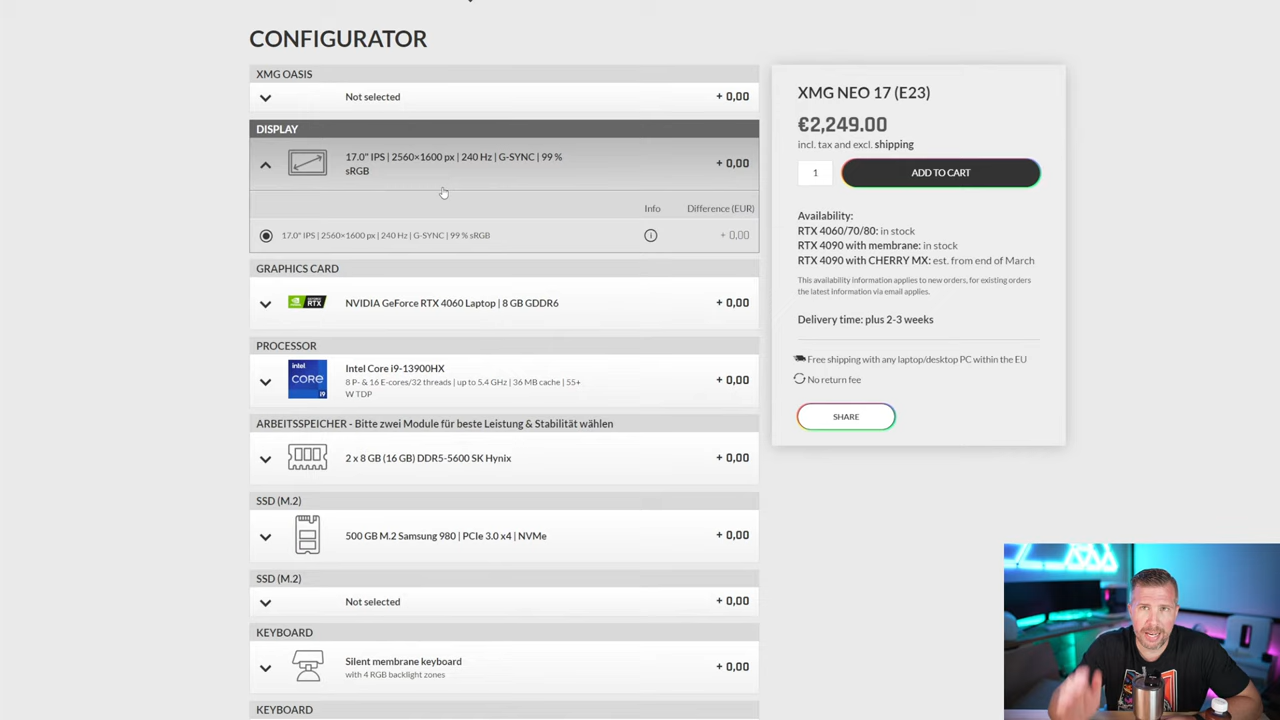 CONFIGURATOR
XMG OASIS
Not selected + 0,00
DISPLAY
17.0" IPS | 2560×1600 px | 240 Hz | G-SYNC | 99 %
sRGB
+ 0,00
Info Difference (EUR)
17.0" IPS | 2560×1600 px | 240 Hz | G-SYNC | 99 % sRGB + 0,00
GRAPHICS CARD
NVIDIA GeForce RTX 4060 Laptop | 8 GB GDDR6 + 0,00
PROCESSOR
intel
CORE
i9
Intel Core i9-13900HX
8 P- & 16 E-cores/32 threads | up to 5.4 GHz | 36 MB cache | 55+
W TDP
+ 0,00
ARBEITSSPEICHER - Bitte zwei Module für beste Leistung & Stabilität wählen
2 x 8 GB (16 GB) DDR5-5600 SK Hynix + 0,00
SSD (M.2)
500 GB M.2 Samsung 980 | PCIe 3.0 x4 | NVMe + 0,00
SSD (M.2)
Not selected + 0,00
KEYBOARD
Silent membrane keyboard
with 4 RGB backlight zones
+ 0,00
KEYBOARD
XMG NEO 17 (E23)
€2,249.00
incl. tax and excl. shipping
1 ADD TO CART
Availability:
RTX 4060/70/80: in stock
RTX 4090 with membrane: in stock
RTX 4090 with CHERRY MX: est. from end of March
This availability information applies to new orders, for existing orders
the latest information via email applies.
Delivery time: plus 2-3 weeks
Free shipping with any laptop/desktop PC within the EU
No return fee
SHARE